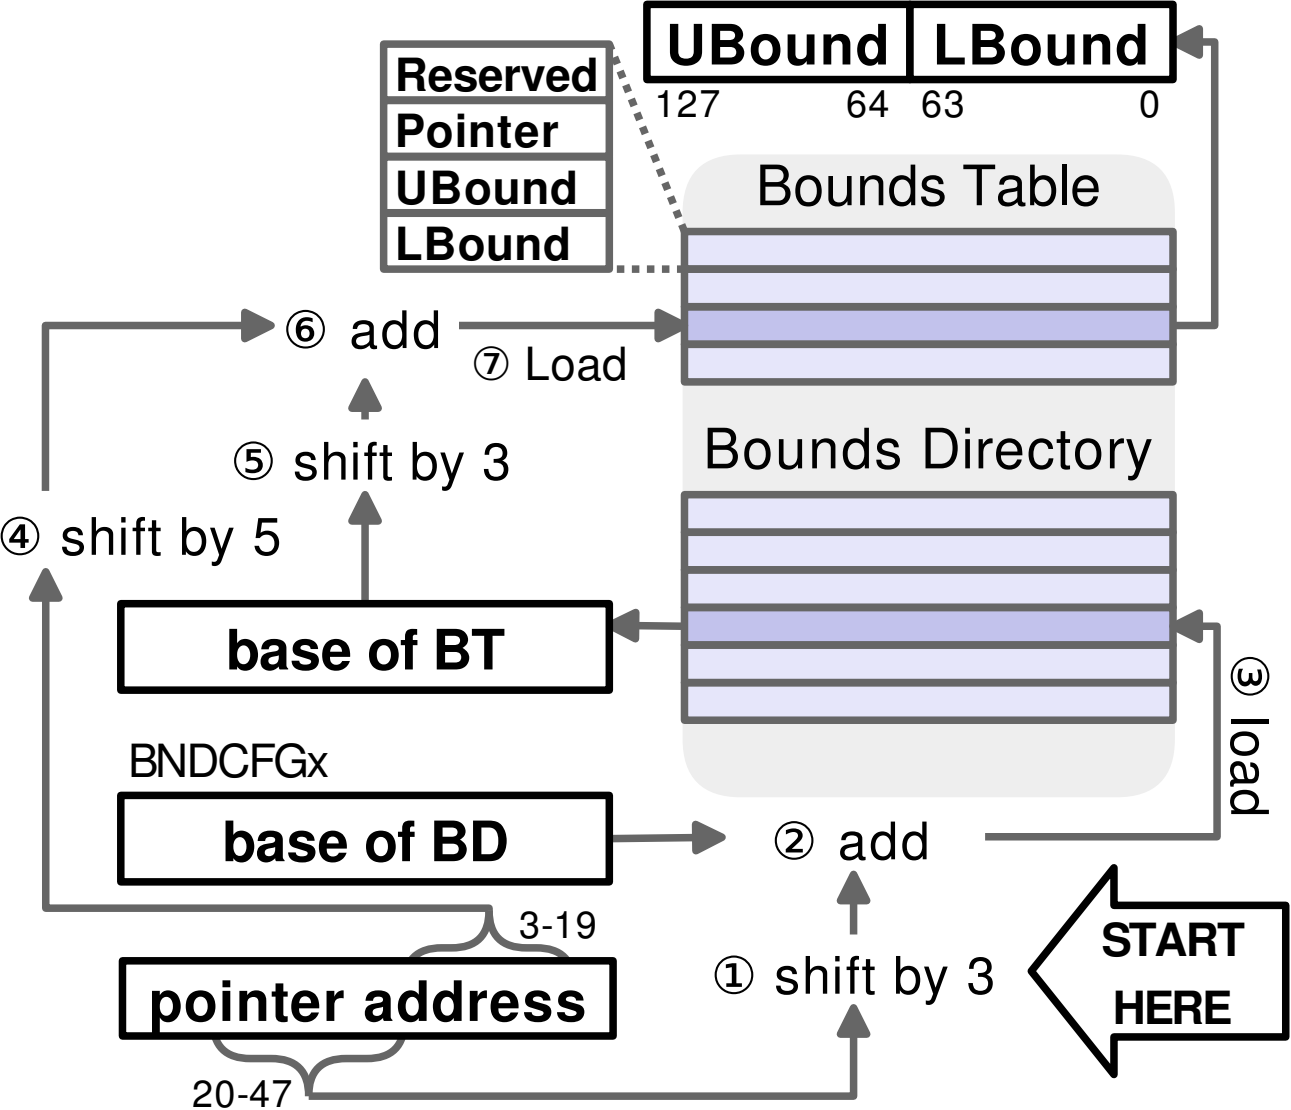 UBound LBound
127 64 63 0
Reserved
Pointer
UBound
LBound
Bounds Table
⑥ add
⑦ Load
⑤ shift by 3
Bounds Directory
④ shift by 5
base of BT
③ load
BNDCFGx
base of BD
② add
3-19
START
HERE
① shift by 3
pointer address
20-47